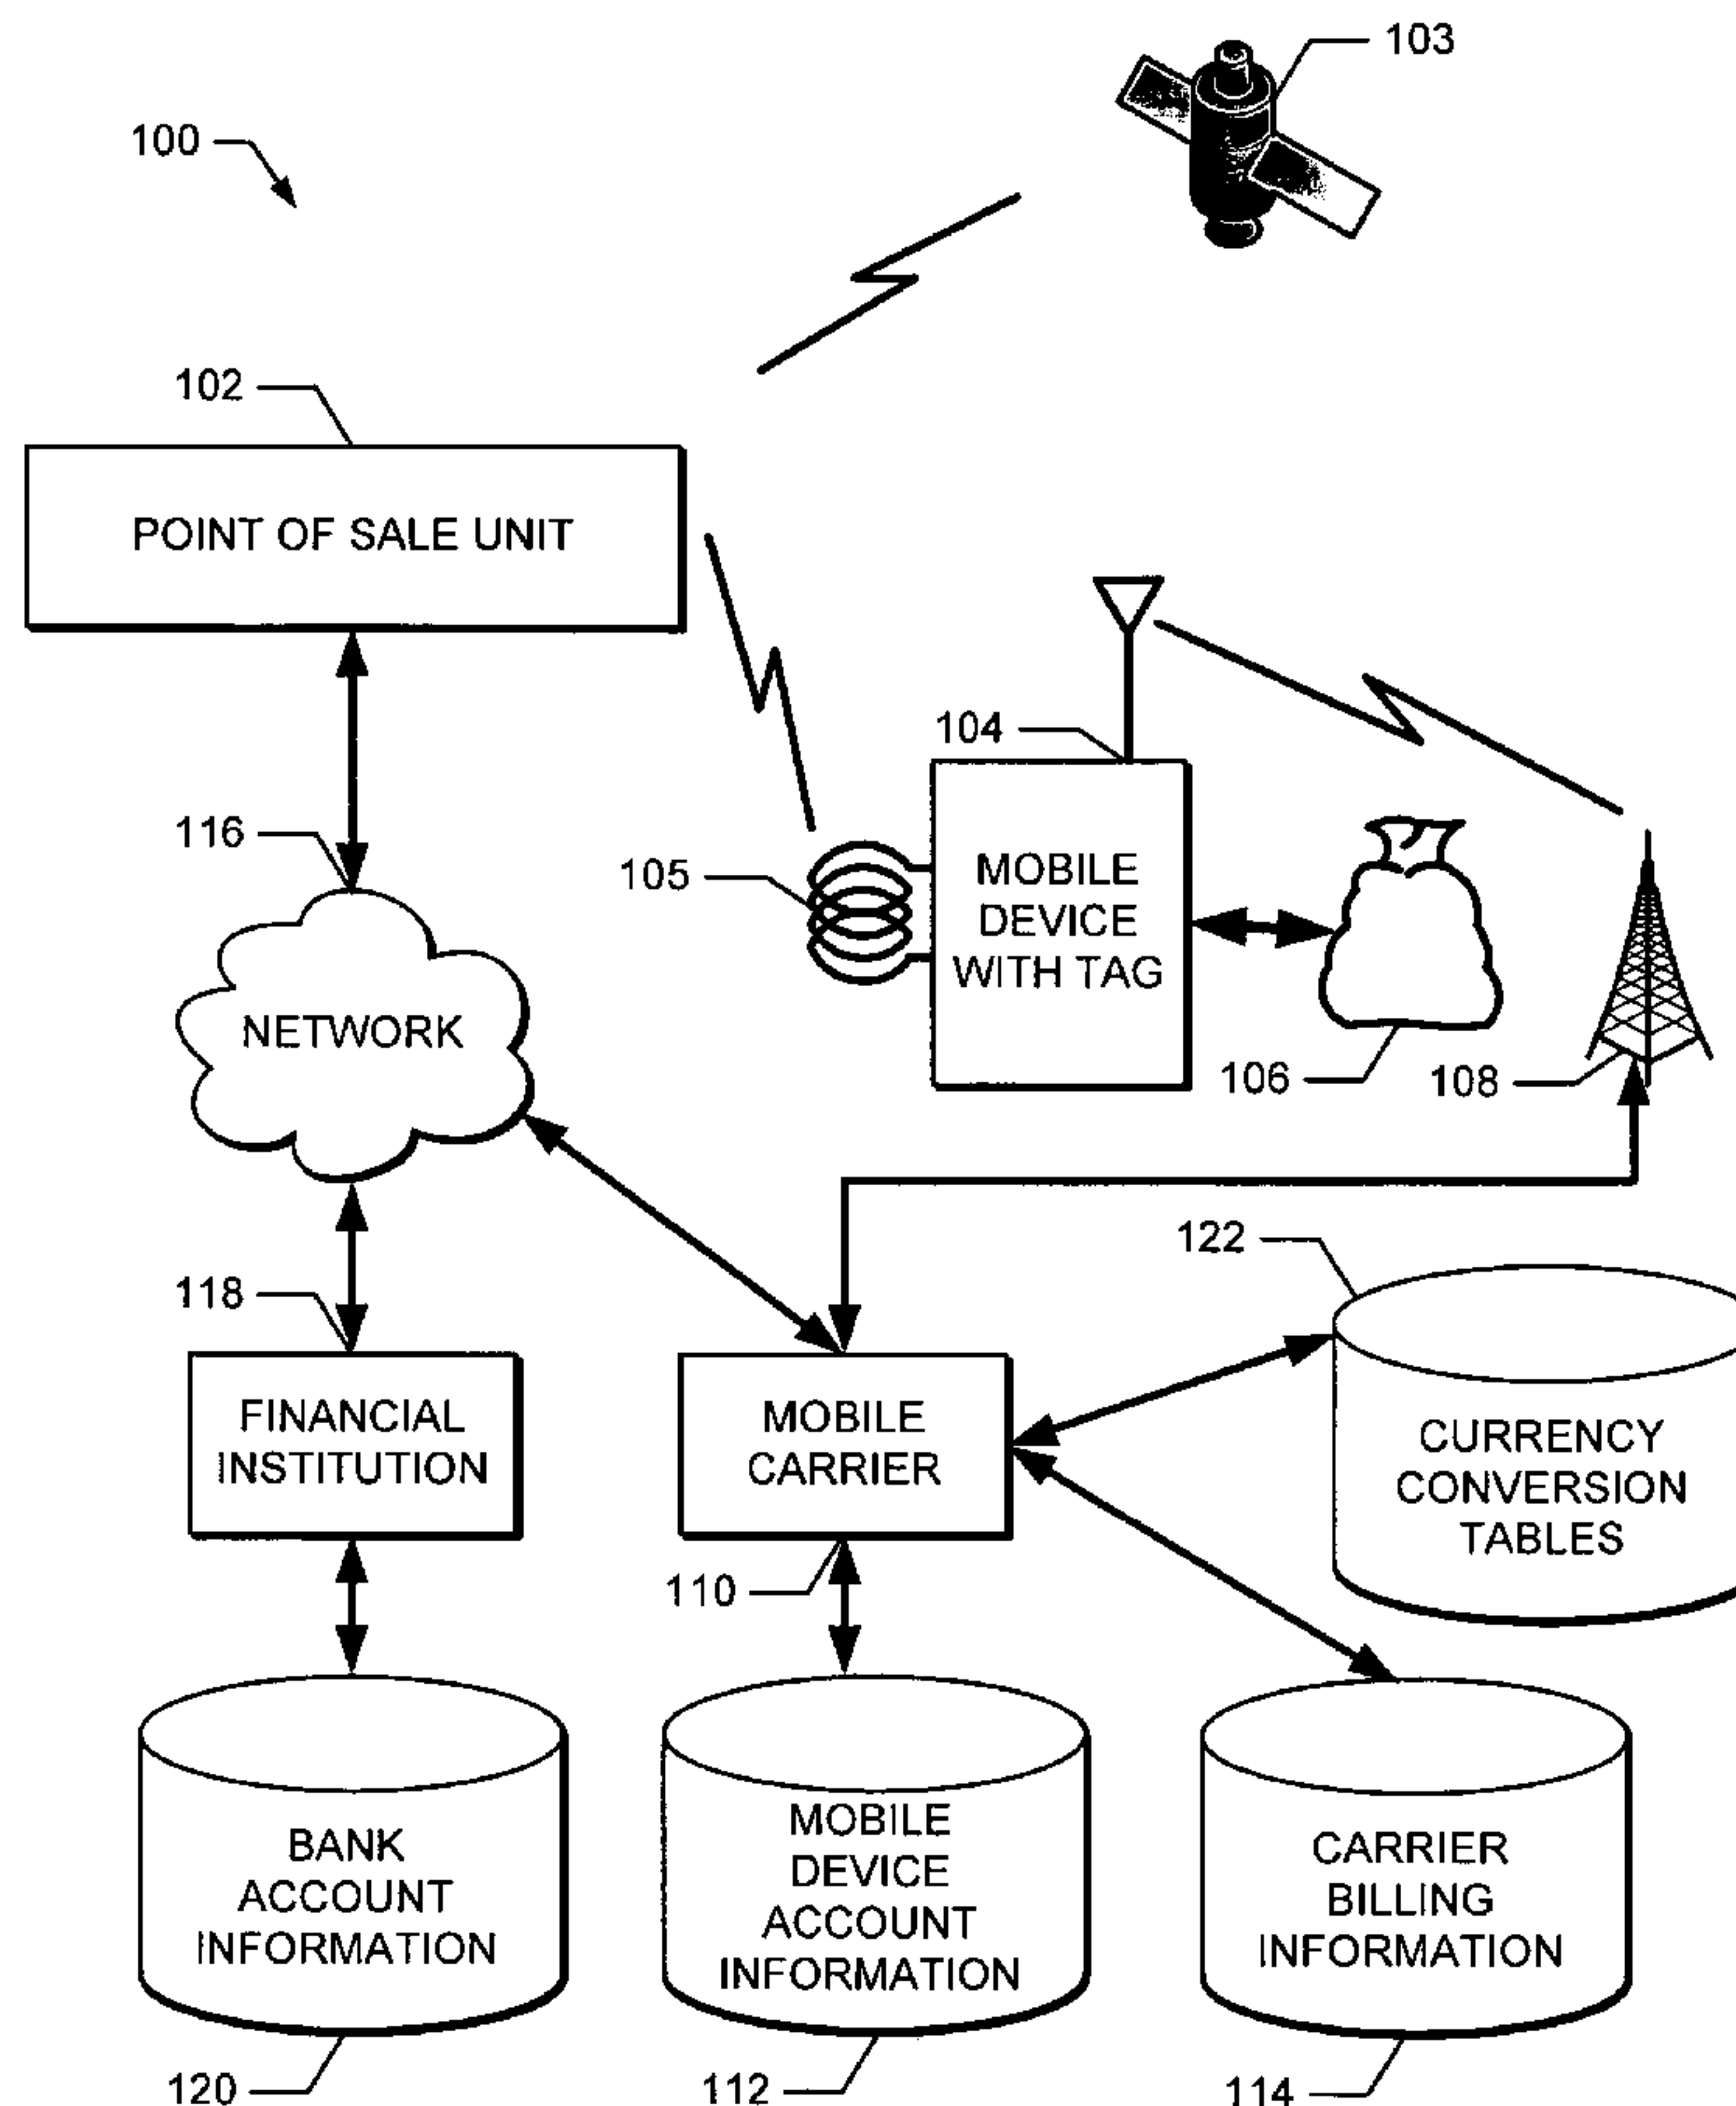 103
100
102
POINT OF SALE UNIT
104
116
105
MOBILE
DEVICE
WITH TAG
NETWORK
106
108
122
118
FINANCIAL
INSTITUTION
MOBILE
CARRIER
CURRENCY
CONVERSION
TABLES
110
BANK
ACCOUNT
INFORMATION
MOBILE
DEVICE
ACCOUNT
INFORMATION
CARRIER
BILLING
INFORMATION
120
112
114